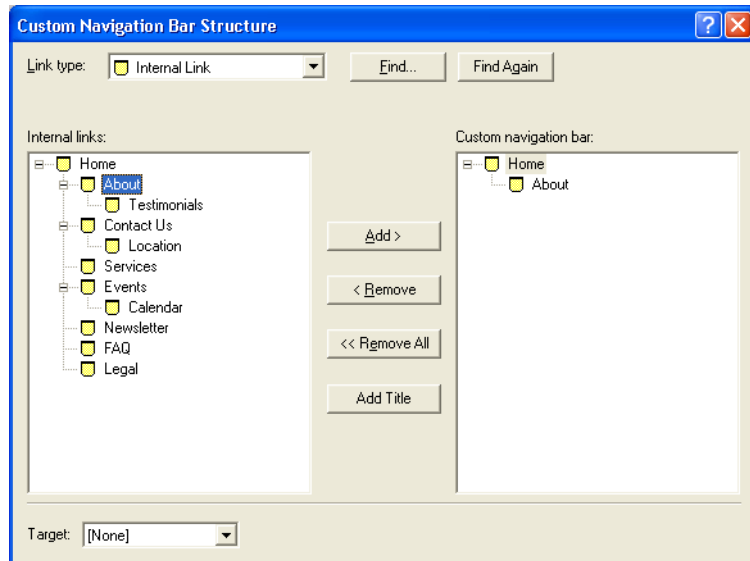 Custom Navigation Bar Structure
Link type: Internal Link Find... Find Again
Internal links:
Home
About
Testimonials
Contact Us
Location
Services
Events
Calendar
Newsletter
FAQ
Legal
Add >
< Remove
<< Remove All
Add Title
Custom navigation bar:
Home
About
Target: [None]